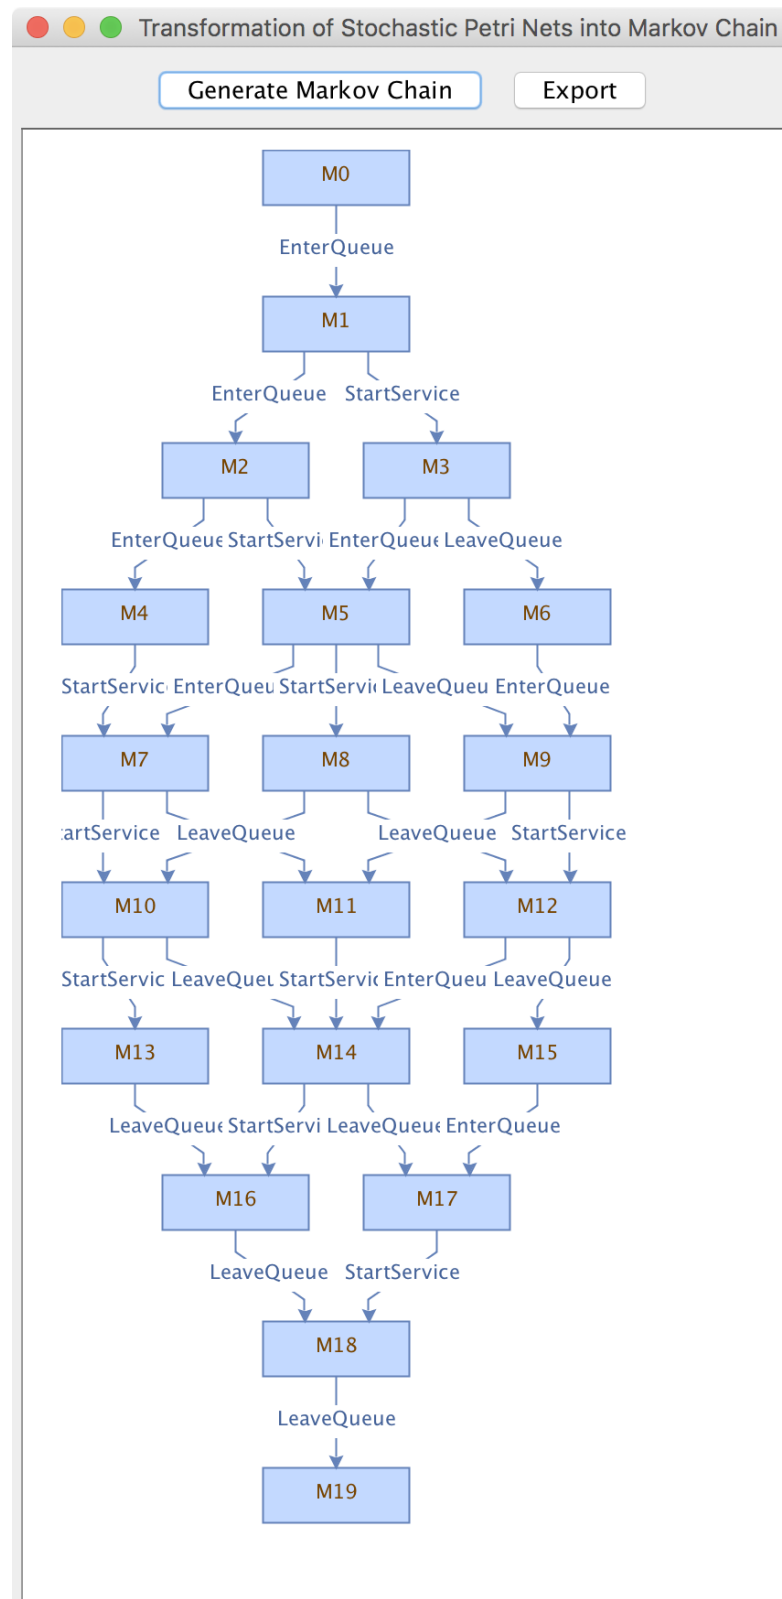 Transformation of Stochastic Petri Nets into Markov Chain
Generate Markov Chain Export
M0
EnterQueue
M1
EnterQueue StartService
M2 M3
EnterQueue StartServi EnterQueue LeaveQueue
M4 M5 M6
StartServic EnterQueu StartServic LeaveQueu EnterQueue
M7 M8 M9
artService LeaveQueue LeaveQueue StartService
M10 M11 M12
StartServic LeaveQueu StartServic EnterQueu LeaveQueue
M13 M14 M15
LeaveQueue StartServi LeaveQueue EnterQueue
M16 M17
LeaveQueue StartService
M18
LeaveQueue
M19